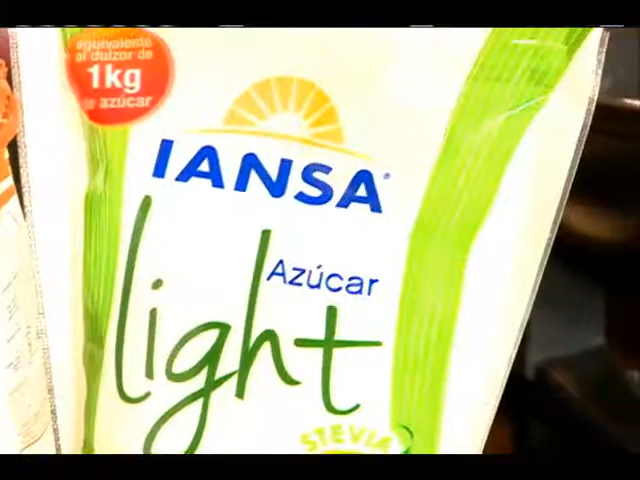 equivalente
al dulzor de
1kg
de azúcar
IANSA
Azúcar
light
STEVIA